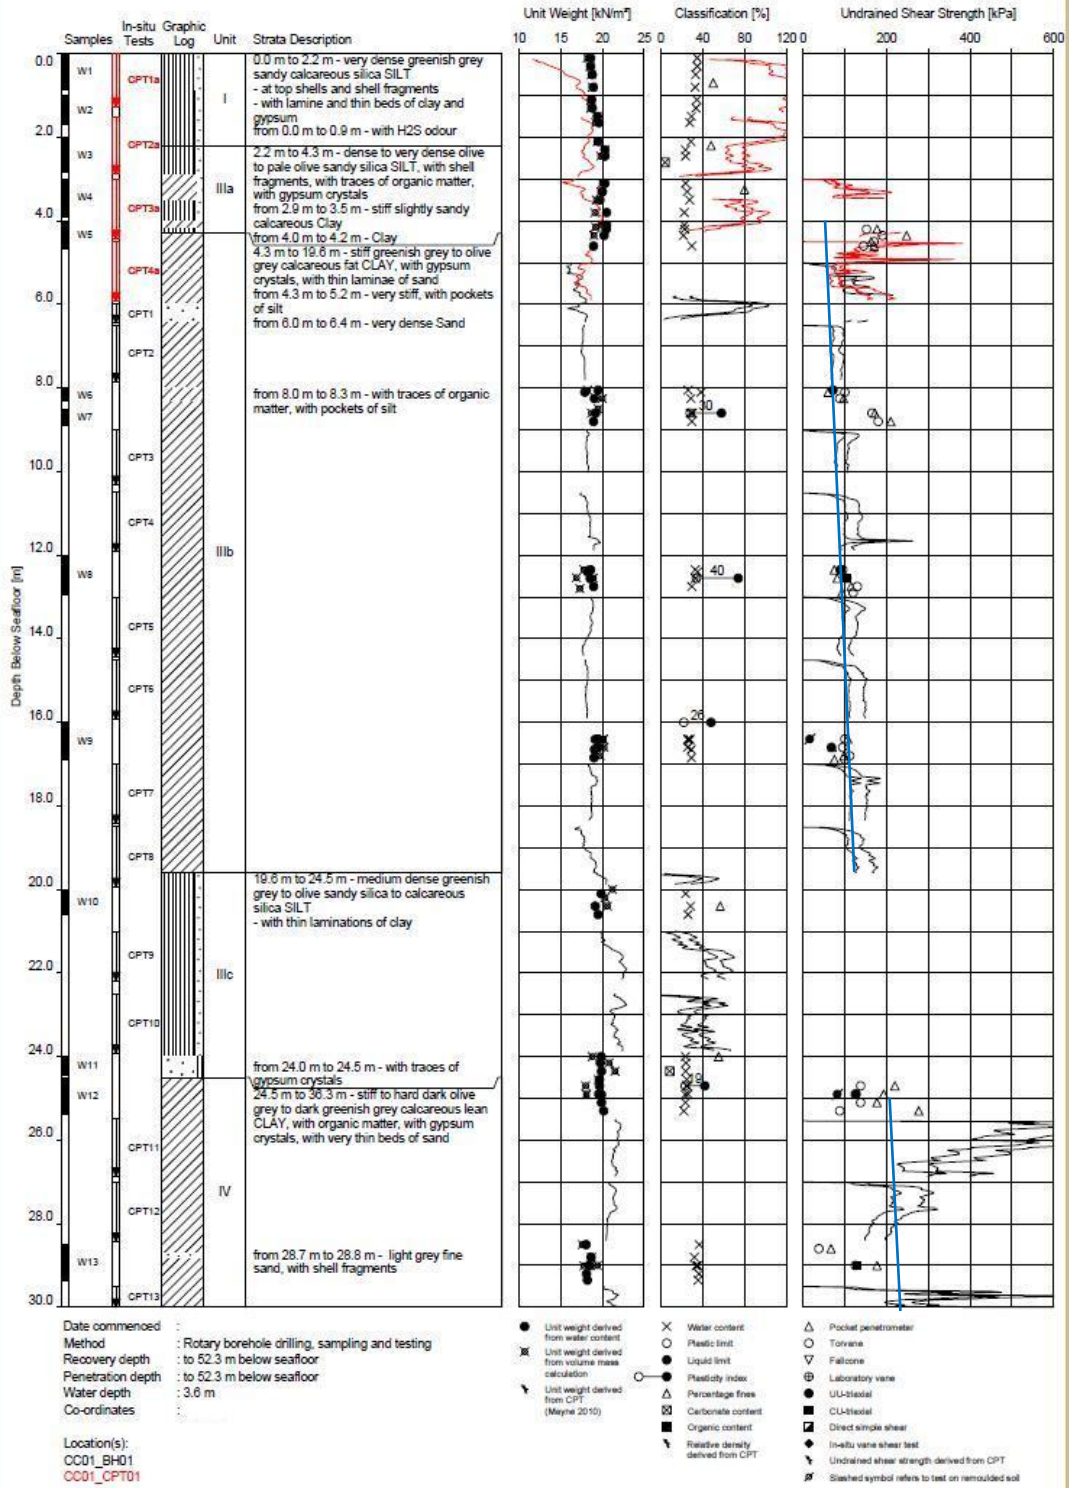 Unit Weight [kN/m³] Classification [%] Undrained Shear Strength [kPa]
Samples In-situ Tests Graphic Log Unit Strata Description
10 15 20 25 0 40 80 120 0 200 400 600
0.0
2.0
4.0
6.0
8.0
10.0
12.0
14.0
16.0
18.0
20.0
22.0
24.0
26.0
28.0
30.0
Depth Below Seafloor [m]
W1
W2
W3
W4
W5
W6
W7
W8
W9
W10
W11
W12
W13
CPT1a
CPT2a
CPT3a
CPT4a
CPT1
CPT2
CPT3
CPT4
CPT5
CPT6
CPT7
CPT8
CPT9
CPT10
CPT11
CPT12
CPT13
I
IIIa
IIIb
IIIc
IV
0.0 m to 2.2 m - very dense greenish grey
sandy calcareous silica SILT
- at top shells and shell fragments
- with lamine and thin beds of clay and
gypsum
from 0.0 m to 0.9 m - with H2S odour
2.2 m to 4.3 m - dense to very dense olive
to pale olive sandy silica SILT, with shell
fragments, with traces of organic matter,
with gypsum crystals
from 2.9 m to 3.5 m - stiff slightly sandy
calcareous Clay
from 4.0 m to 4.2 m - Clay
4.3 m to 19.6 m - stiff greenish grey to olive
grey calcareous fat CLAY, with gypsum
crystals, with thin laminae of sand
from 4.3 m to 5.2 m - very stiff, with pockets
of silt
from 6.0 m to 6.4 m - very dense Sand
from 8.0 m to 8.3 m - with traces of organic
matter, with pockets of silt
19.6 m to 24.5 m - medium dense greenish
grey to olive sandy silica to calcareous
silica SILT
- with thin laminations of clay
from 24.0 m to 24.5 m - with traces of
gypsum crystals
24.5 m to 36.3 m - stiff to hard dark olive
grey to dark greenish grey calcareous lean
CLAY, with organic matter, with gypsum
crystals, with very thin beds of sand
from 28.7 m to 28.8 m - light grey fine
sand, with shell fragments
30
40
26
19
Date commenced :
Method : Rotary borehole drilling, sampling and testing
Recovery depth : to 52.3 m below seafloor
Penetration depth : to 52.3 m below seafloor
Water depth : 3.6 m
Co-ordinates :
Location(s):
CC01_BH01
CC01_CPT01
Unit weight derived
from water content
Unit weight derived
from volume mass
calculation
Unit weight derived
from CPT
(Mayne 2010)
Water content
Plastic limit
Liquid limit
Plasticity index
Percentage fines
Carbonate content
Organic content
Relative density
derived from CPT
Pocket penetrometer
Torvane
Fallcone
Laboratory vane
UU-triaxial
CU-triaxial
Direct simple shear
In-situ vane shear test
Undrained shear strength derived from CPT
Slashed symbol refers to test on remoulded soil